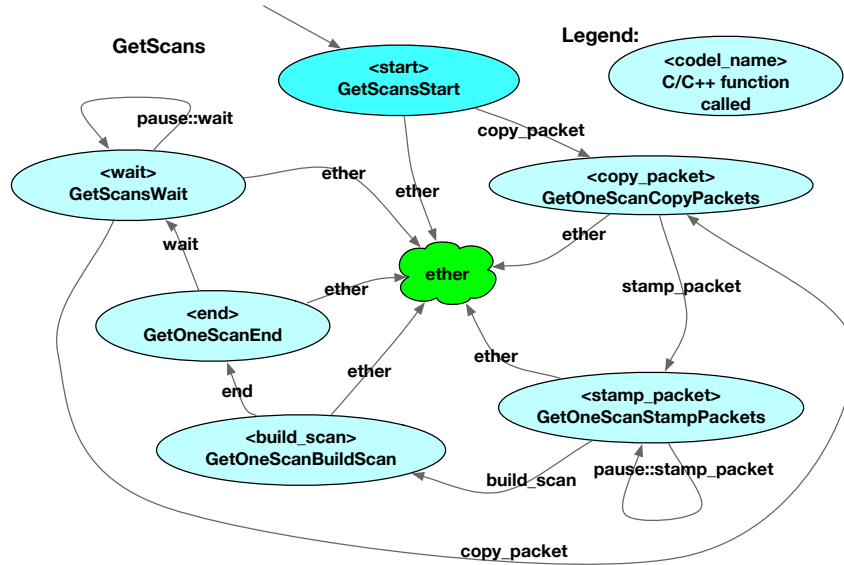 GetScans
Legend:
<start>
GetScansStart
<codel_name>
C/C++ function
called
pause::wait
copy_packet
<wait>
GetScansWait
ether
ether
<copy_packet>
GetOneScanCopyPackets
ether
wait
ether
stamp_packet
ether
<end>
GetOneScanEnd
ether
ether
end
<stamp_packet>
GetOneScanStampPackets
<build_scan>
GetOneScanBuildScan
build_scan
pause::stamp_packet
copy_packet